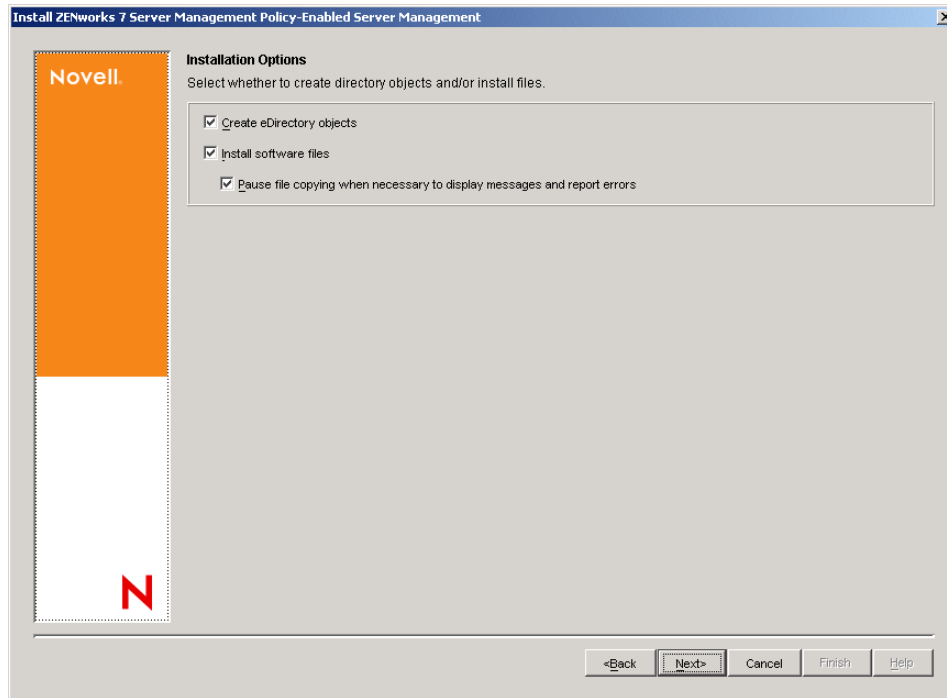 Install ZENworks 7 Server Management Policy-Enabled Server Management
Novell.
Installation Options
Select whether to create directory objects and/or install files.
Create eDirectory objects
Install software files
Pause file copying when necessary to display messages and report errors
N
<Back
Next>
Cancel
Finish
Help